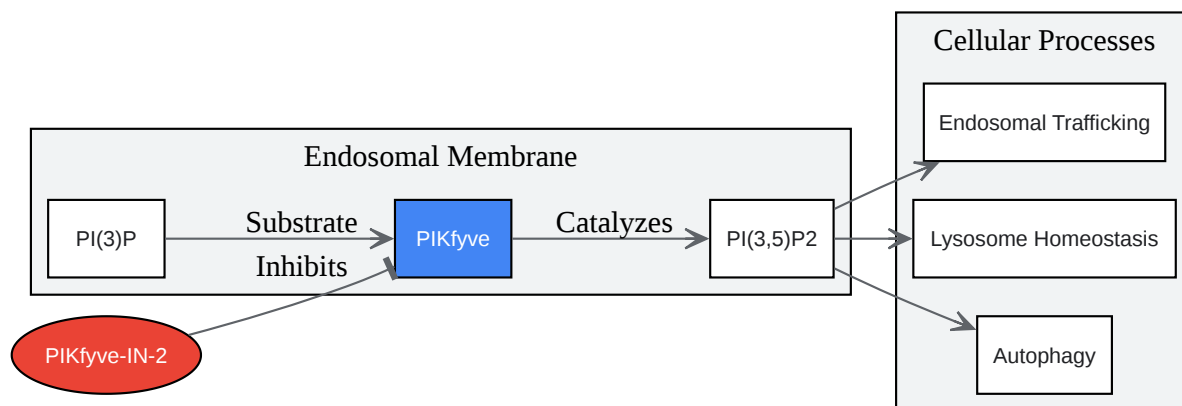 Cellular Processes
Endosomal Trafficking
Endosomal Membrane
PI(3)P
Substrate
PIKfyve
Catalyzes
PI(3,5)P2
Lysosome Homeostasis
Inhibits
PIKfyve-IN-2
Autophagy